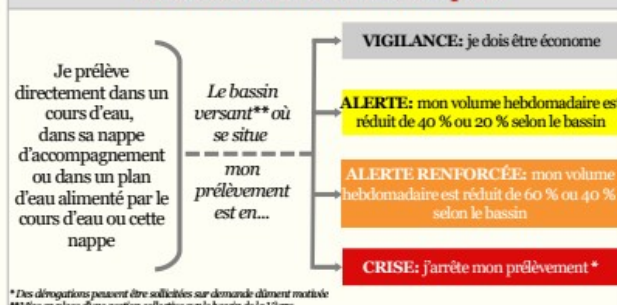 Je prélève
directement dans un
cours d'eau,
dans sa nappe
d'accompagnement
ou dans un plan
d'eau alimenté par le
cours d'eau ou cette
nappe
Le bassin
versant** où
se situe
mon
prélèvement
est en...
VIGILANCE: je dois être économe
ALERTE: mon volume hebdomadaire est
réduit de 40 % ou 20 % selon le bassin
ALERTE RENFORCÉE: mon volume
hebdomadaire est réduit de 60 % ou 40 %
selon le bassin
CRISE: j'arrête mon prélèvement *
* Des dérogations peuvent être sollicitées sur demande dûment motivée